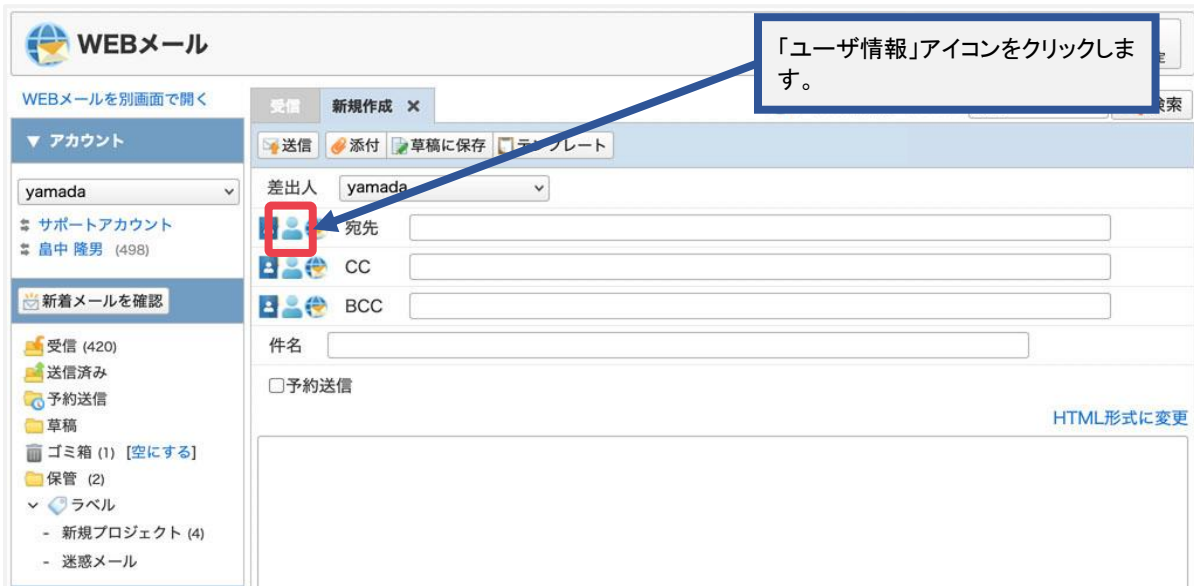 WEBメール
「ユーザ情報」アイコンをクリックしま
す。
WEBメールを別画面で開く
受信
新規作成 ×
索
▼ アカウント
送信
添付
草稿に保存
テンプレート
yamada
差出人
yamada
サポートアカウント
畠中 隆男 (498)
宛先
CC
新着メールを確認
BCC
受信 (420)
件名
送信済み
□予約送信
予約送信
HTML形式に変更
草稿
ゴミ箱 (1) [空にする]
保管 (2)
ラベル
- 新規プロジェクト (4)
- 迷惑メール